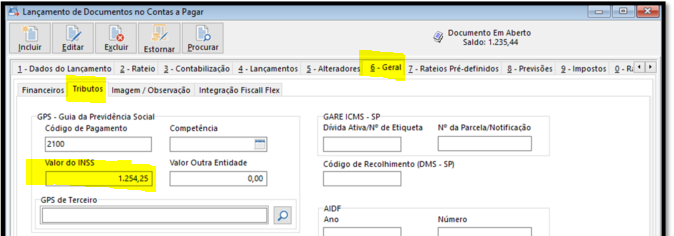 Lançamento de Documentos no Contas a Pagar
Incluir Editar Excluir Estornar Procurar
Documento Em Aberto
Saldo: 1.235,44
1 - Dados do Lançamento 2 - Rateio 3 - Contabilização 4 - Lançamentos 5 - Alteradores 6 - Geral 7 - Rateios Pré-definidos 8 - Previsões 9 - Impostos 0 - Ra
Financeiros Tributos Imagem / Observação Integração Fiscall Flex
GPS - Guia da Previdência Social
Código de Pagamento Competência
2100
Valor do INSS Valor Outra Entidade
1.254,25 0,00
GPS de Terceiro
GARE ICMS - SP
Dívida Ativa/Nº de Etiqueta Nº da Parcela/Notificação
Código de Recolhimento (DMS - SP)
AIDF
Ano Número